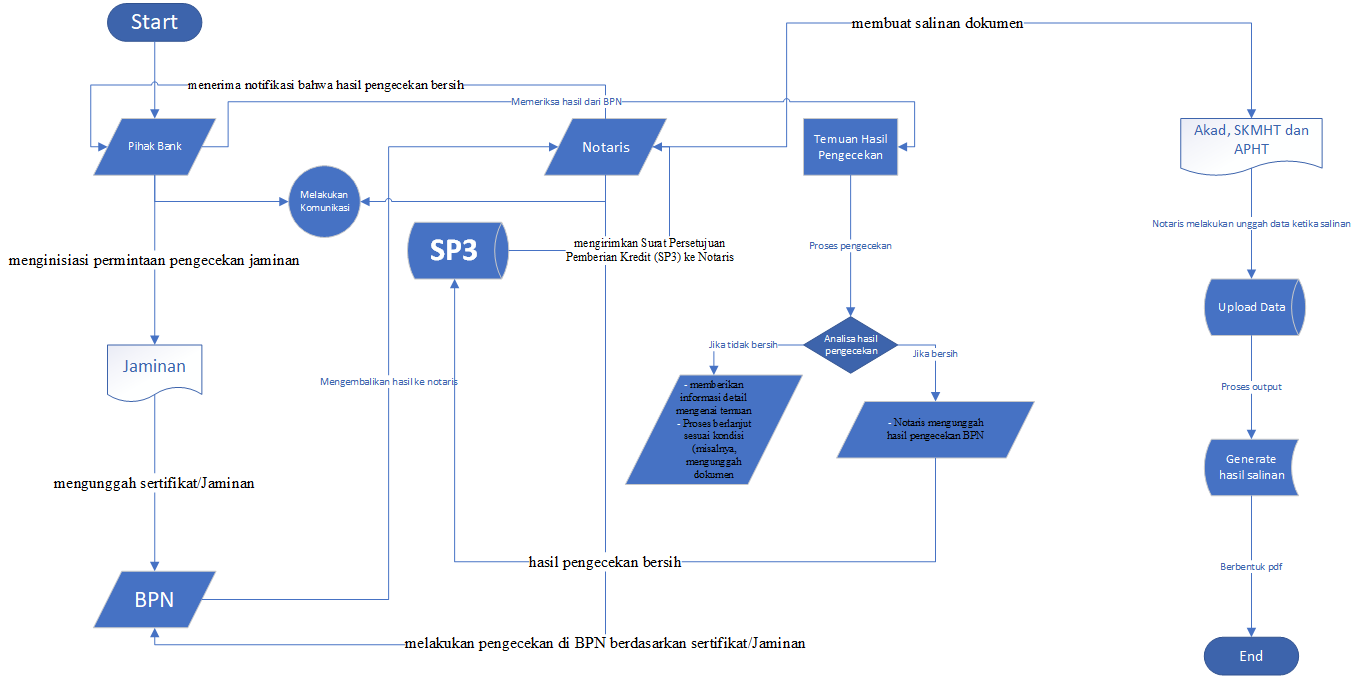 Start
membuat salinan dokumen
menerima notifikasi bahwa hasil pengecekan bersih
Memeriksa hasil dari BPN
Pihak Bank
Notaris
Temuan Hasil
Pengecekan
Akad, SKMHT dan
APHT
Melakukan
Komunikasi
Notaris melakukan unggah data ketika salinan
SP3
mengirimkan Surat Persetujuan
Pemberian Kredit (SP3) ke Notaris
Proses pengecekan
menginisiasi permintaan pengecekan jaminan
Upload Data
Analisa hasil
pengecekan
Jika tidak bersih
Jika bersih
Jaminan
Mengembalikan hasil ke notaris
- memberikan
informasi detail
mengenai temuan
- Proses berlanjut
sesuai kondisi
(misalnya,
mengunggah
dokumen
- Notaris mengunggah
hasil pengecekan BPN
Proses output
Generate
hasil salinan
mengunggah sertifikat/Jaminan
hasil pengecekan bersih
Berbentuk pdf
BPN
melakukan pengecekan di BPN berdasarkan sertifikat/Jaminan
End